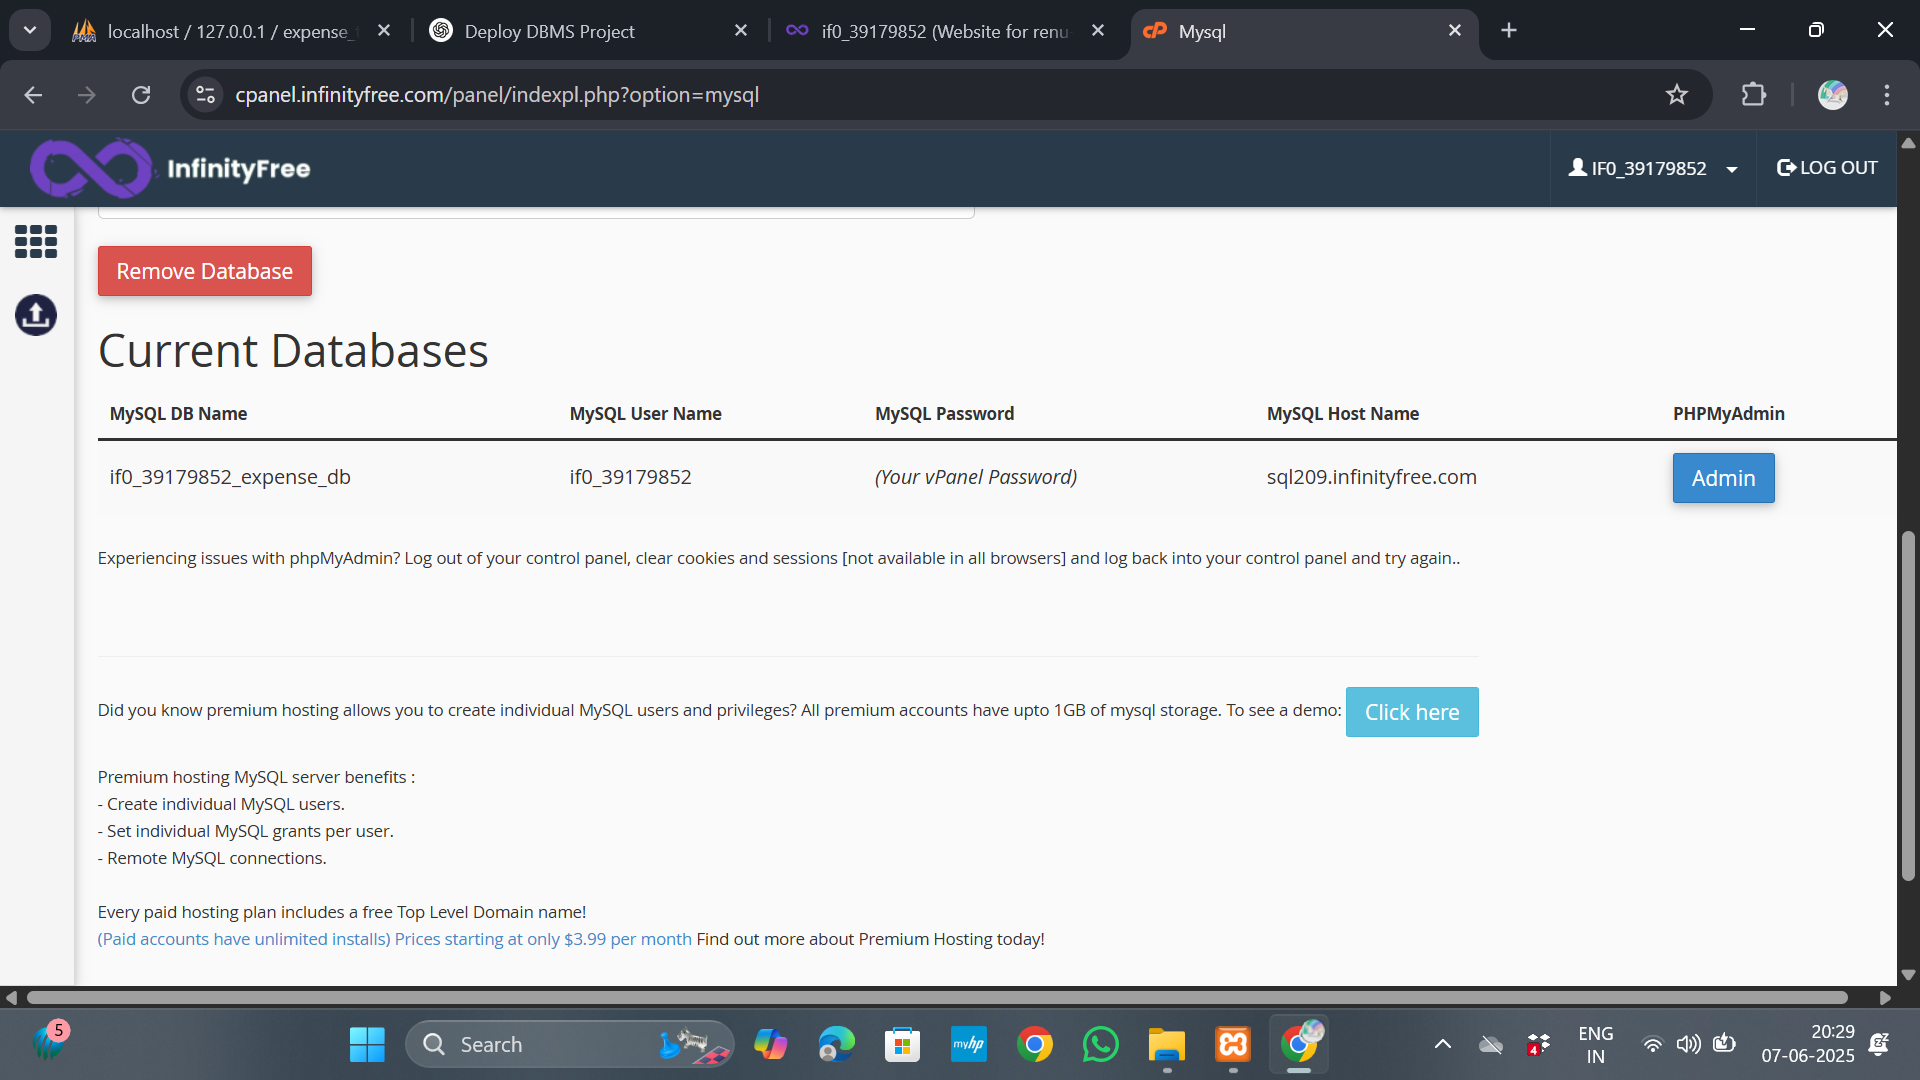 localhost / 127.0.0.1 / expense_
Deploy DBMS Project
if0_39179852 (Website for renu
Mysql
cpanel.infinityfree.com/panel/indexpl.php?option=mysql
InfinityFree
IF0_39179852
LOG OUT
Remove Database
Current Databases
MySQL DB Name MySQL User Name MySQL Password MySQL Host Name PHPMyAdmin
if0_39179852_expense_db if0_39179852 (Your vPanel Password) sql209.infinityfree.com Admin
Experiencing issues with phpMyAdmin? Log out of your control panel, clear cookies and sessions [not available in all browsers] and log back into your control panel and try again..
Did you know premium hosting allows you to create individual MySQL users and privileges? All premium accounts have upto 1GB of mysql storage. To see a demo: Click here
Premium hosting MySQL server benefits :
- Create individual MySQL users.
- Set individual MySQL grants per user.
- Remote MySQL connections.
Every paid hosting plan includes a free Top Level Domain name!
(Paid accounts have unlimited installs) Prices starting at only $3.99 per month Find out more about Premium Hosting today!
5
Search
myhp
4
ENG
IN
20:29
07-06-2025